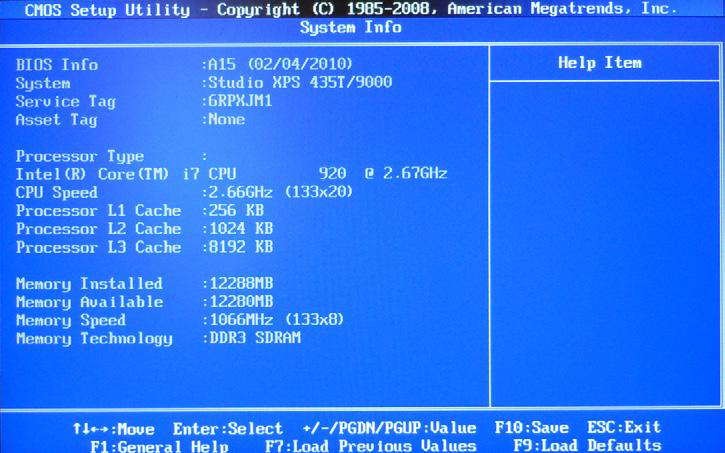 CMOS Setup Utility - Copyright (C) 1985-2008, American Megatrends, Inc.
System Info
BIOS Info :A15 (02/04/2010)
Help Item
System :Studio XPS 435T/9000
Service Tag :6RPXJM1
Asset Tag :None
Processor Type :
Intel(R) Core(TM) i7 CPU 920 @ 2.67GHz
CPU Speed :2.66GHz (133x20)
Processor L1 Cache :256 KB
Processor L2 Cache :1024 KB
Processor L3 Cache :8192 KB
Memory Installed :12288MB
Memory Available :12280MB
Memory Speed :1066MHz (133x8)
Memory Technology :DDR3 SDRAM
↑↓←→:Move Enter:Select +/-/PGDN/PGUP:Value F10:Save ESC:Exit
F1:General Help F7:Load Previous Values F9:Load Defaults